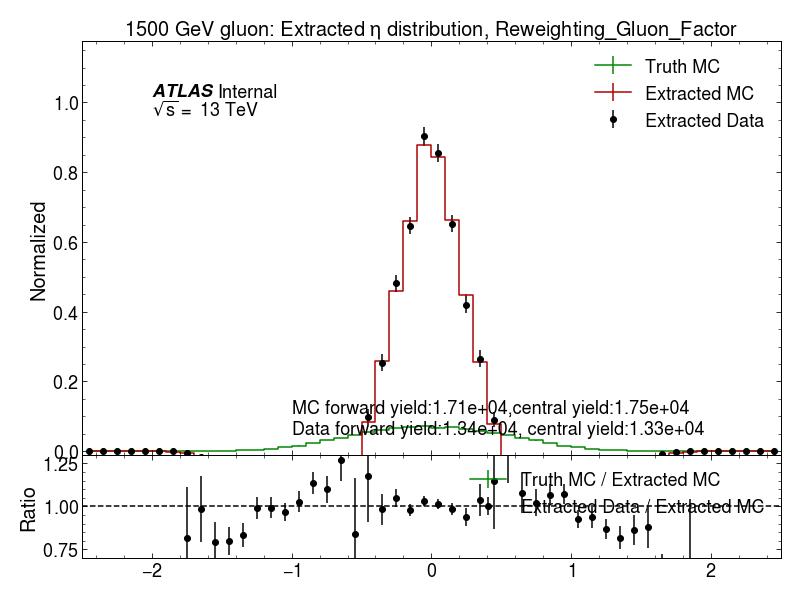 1500 GeV gluon: Extracted η distribution, Reweighting_Gluon_Factor
ATLAS Internal
√s = 13 TeV
Truth MC
Extracted MC
Extracted Data
Normalized
1.0
0.8
0.6
0.4
0.2
0.0
MC forward yield:1.71e+04,central yield:1.75e+04
Data forward yield:1.34e+04, central yield:1.33e+04
Ratio
1.25
1.00
0.75
Truth MC / Extracted MC
Extracted Data / Extracted MC
−2 −1 0 1 2